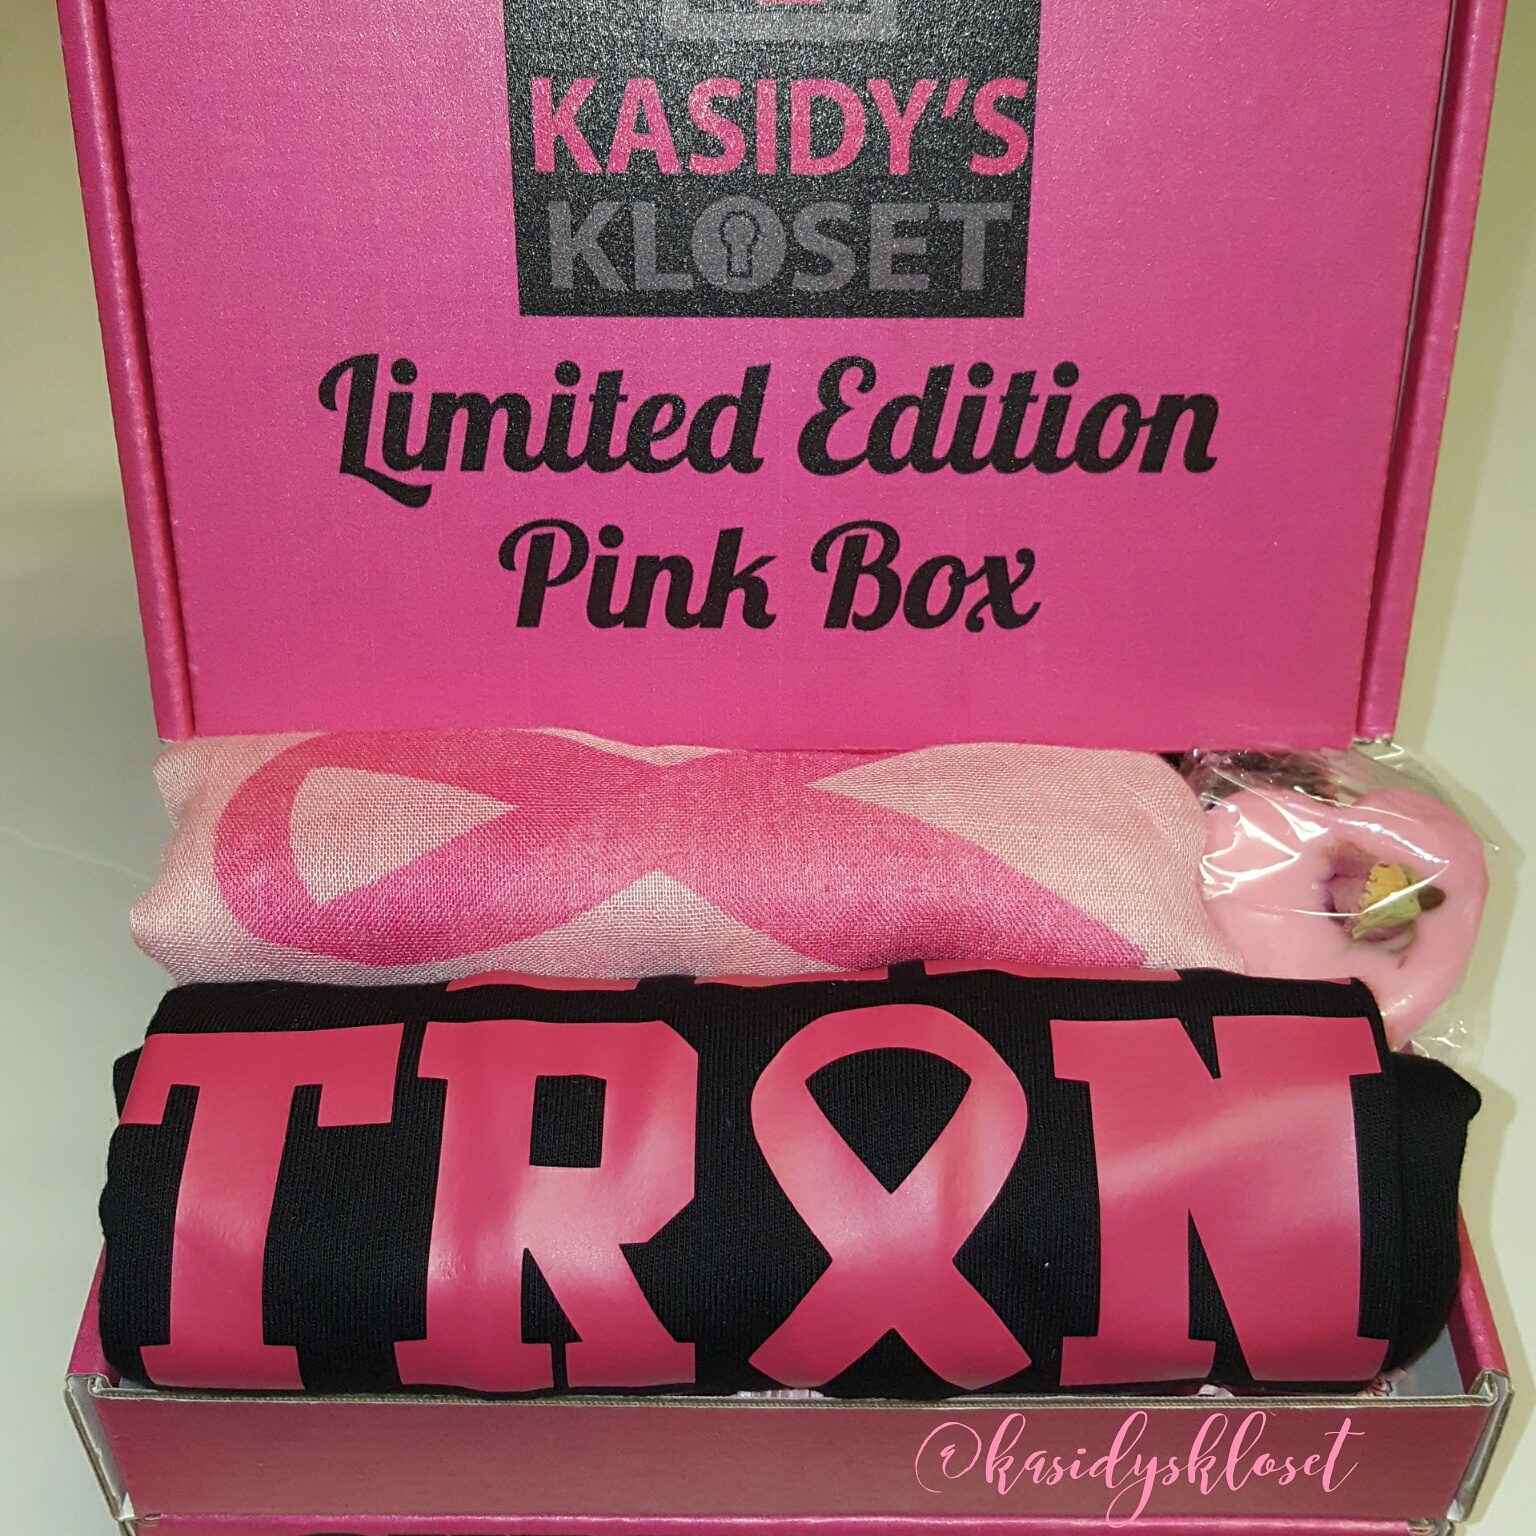 KASIDY'S
KLOSET
Limited Edition
Pink Box
TRON
@kasidyskloset